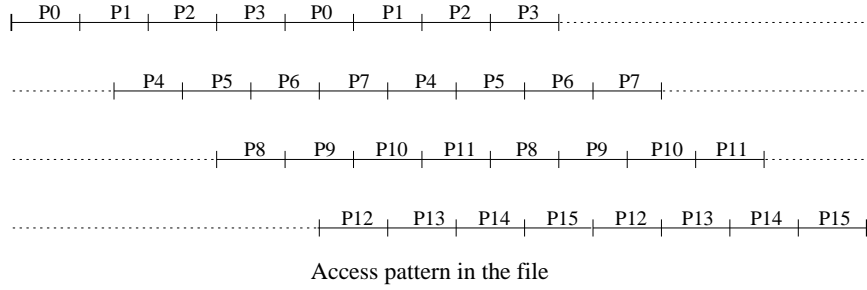 P0 P1 P2 P3 P0 P1 P2 P3
P4 P5 P6 P7 P4 P5 P6 P7
P8 P9 P10 P11 P8 P9 P10 P11
P12 P13 P14 P15 P12 P13 P14 P15
Access pattern in the file